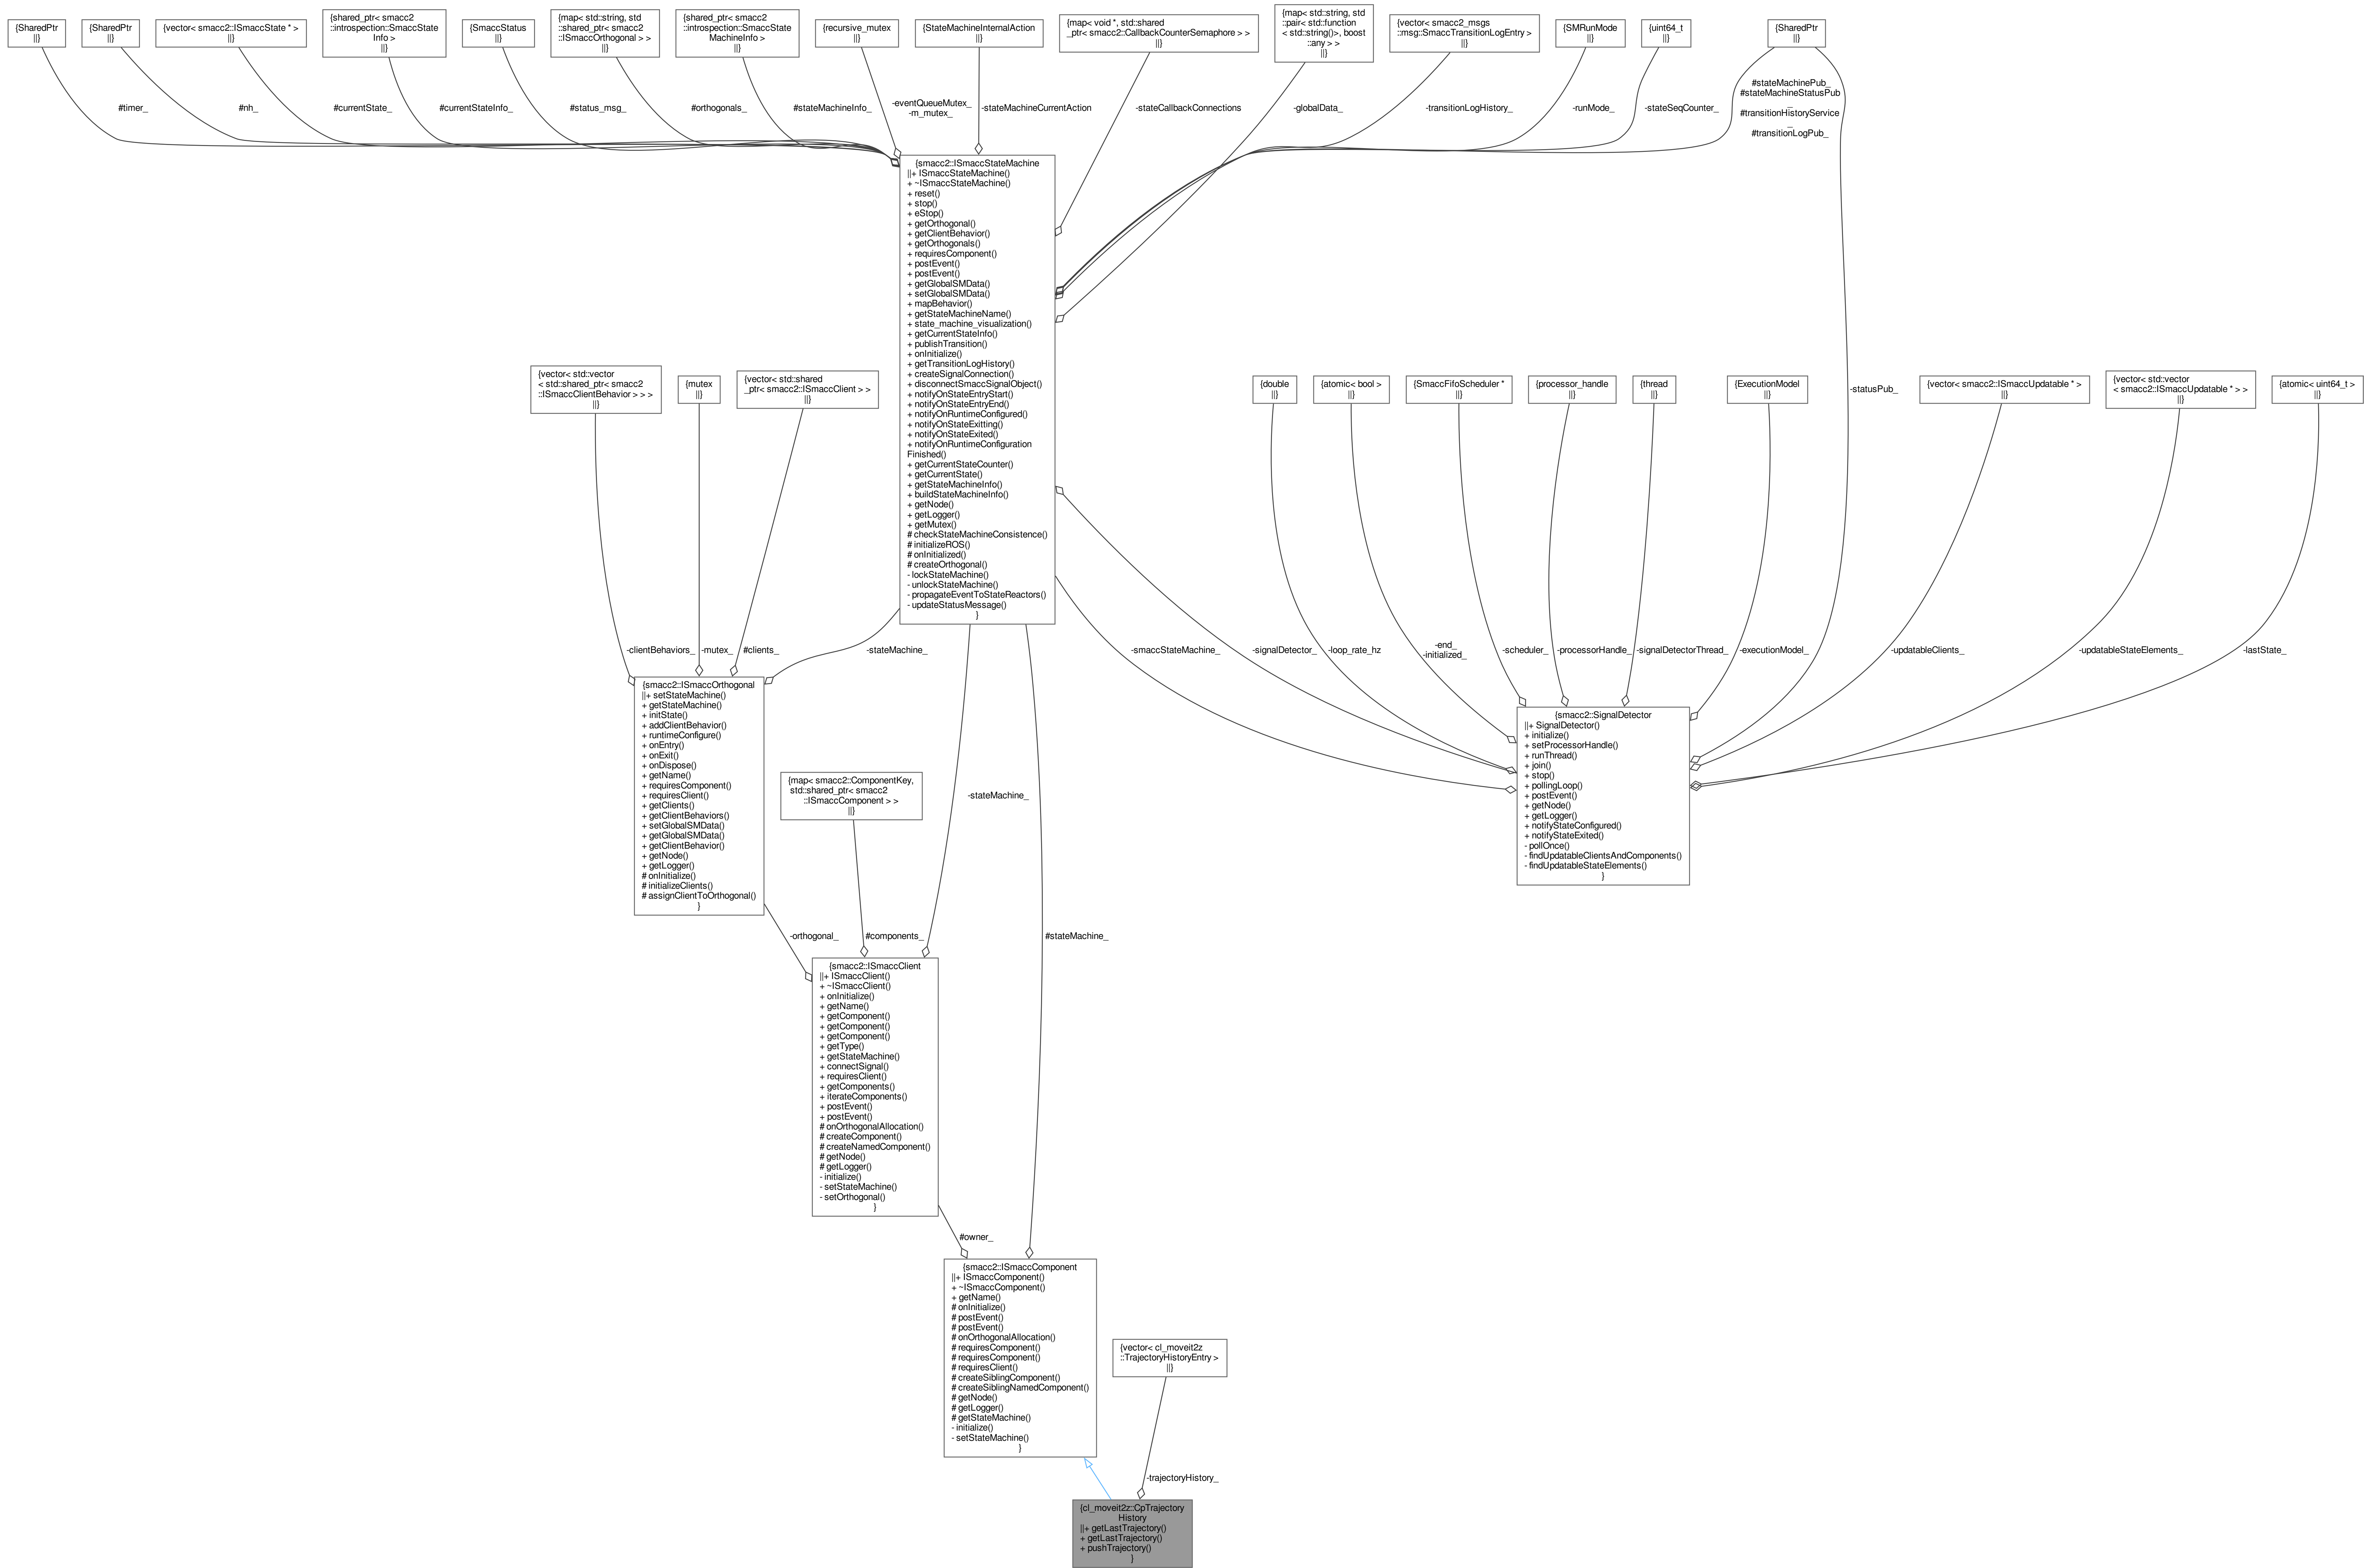 {SharedPtr
||}
{SharedPtr
||}
{vector< smacc2::ISmaccState * >
||}
{shared_ptr< smacc2
::introspection::SmaccState
Info >
||}
{SmaccStatus
||}
{map< std::string, std
::shared_ptr< smacc2
::ISmaccOrthogonal > >
||}
{shared_ptr< smacc2
::introspection::SmaccState
MachineInfo >
||}
{recursive_mutex
||}
{StateMachineInternalAction
||}
{map< void *, std::shared
_ptr< smacc2::CallbackCounterSemaphore > >
||}
{map< std::string, std
::pair< std::function
< std::string()>, boost
::any > >
||}
{vector< smacc2_msgs
::msg::SmaccTransitionLogEntry >
||}
{SMRunMode
||}
{uint64_t
||}
{SharedPtr
||}
#timer_
#nh_
#currentState_
#currentStateInfo_
#status_msg_
#orthogonals_
#stateMachineInfo_
-eventQueueMutex_
-m_mutex_
-stateMachineCurrentAction
-stateCallbackConnections
-globalData_
-transitionLogHistory_
-runMode_
-stateSeqCounter_
#stateMachinePub_
#stateMachineStatusPub
_
#transitionHistoryService
_
#transitionLogPub_
{smacc2::ISmaccStateMachine
||+ ISmaccStateMachine()
+ ~ISmaccStateMachine()
+ reset()
+ stop()
+ eStop()
+ getOrthogonal()
+ getClientBehavior()
+ getOrthogonals()
+ requiresComponent()
+ postEvent()
+ postEvent()
+ getGlobalSMData()
+ setGlobalSMData()
+ mapBehavior()
+ getStateMachineName()
+ state_machine_visualization()
+ getCurrentStateInfo()
+ publishTransition()
+ onInitialize()
+ getTransitionLogHistory()
+ createSignalConnection()
+ disconnectSmaccSignalObject()
+ notifyOnStateEntryStart()
+ notifyOnStateEntryEnd()
+ notifyOnRuntimeConfigured()
+ notifyOnStateExitting()
+ notifyOnStateExited()
+ notifyOnRuntimeConfiguration
Finished()
+ getCurrentStateCounter()
+ getCurrentState()
+ getStateMachineInfo()
+ buildStateMachineInfo()
+ getNode()
+ getLogger()
+ getMutex()
# checkStateMachineConsistence()
# initializeROS()
# onInitialized()
# createOrthogonal()
- lockStateMachine()
- unlockStateMachine()
- propagateEventToStateReactors()
- updateStatusMessage()
}
{vector< std::vector
< std::shared_ptr< smacc2
::ISmaccClientBehavior > > >
||}
{mutex
||}
{vector< std::shared
_ptr< smacc2::ISmaccClient > >
||}
{double
||}
{atomic< bool >
||}
{SmaccFifoScheduler *
||}
{processor_handle
||}
{thread
||}
{ExecutionModel
||}
-statusPub_
{vector< smacc2::ISmaccUpdatable * >
||}
{vector< std::vector
< smacc2::ISmaccUpdatable * > >
||}
{atomic< uint64_t >
||}
-clientBehaviors_
-mutex_
#clients_
-stateMachine_
-smaccStateMachine_
-signalDetector_
-loop_rate_hz
-end_
-initialized_
-scheduler_
-processorHandle_
-signalDetectorThread_
-executionModel_
-updatableClients_
-updatableStateElements_
-lastState_
{smacc2::ISmaccOrthogonal
||+ setStateMachine()
+ getStateMachine()
+ initState()
+ addClientBehavior()
+ runtimeConfigure()
+ onEntry()
+ onExit()
+ onDispose()
+ getName()
+ requiresComponent()
+ requiresClient()
+ getClients()
+ getClientBehaviors()
+ setGlobalSMData()
+ getGlobalSMData()
+ getClientBehavior()
+ getNode()
+ getLogger()
# onInitialize()
# initializeClients()
# assignClientToOrthogonal()
}
{smacc2::SignalDetector
||+ SignalDetector()
+ initialize()
+ setProcessorHandle()
+ runThread()
+ join()
+ stop()
+ pollingLoop()
+ postEvent()
+ getNode()
+ getLogger()
+ notifyStateConfigured()
+ notifyStateExited()
- pollOnce()
- findUpdatableClientsAndComponents()
- findUpdatableStateElements()
}
{map< smacc2::ComponentKey,
std::shared_ptr< smacc2
::ISmaccComponent > >
||}
-stateMachine_
-orthogonal_
#components_
#stateMachine_
{smacc2::ISmaccClient
||+ ISmaccClient()
+ ~ISmaccClient()
+ onInitialize()
+ getName()
+ getComponent()
+ getComponent()
+ getComponent()
+ getType()
+ getStateMachine()
+ connectSignal()
+ requiresClient()
+ getComponents()
+ iterateComponents()
+ postEvent()
+ postEvent()
# onOrthogonalAllocation()
# createComponent()
# createNamedComponent()
# getNode()
# getLogger()
- initialize()
- setStateMachine()
- setOrthogonal()
}
#owner_
{smacc2::ISmaccComponent
||+ ISmaccComponent()
+ ~ISmaccComponent()
+ getName()
# onInitialize()
# postEvent()
# postEvent()
# onOrthogonalAllocation()
# requiresComponent()
# requiresComponent()
# requiresClient()
# createSiblingComponent()
# createSiblingNamedComponent()
# getNode()
# getLogger()
# getStateMachine()
- initialize()
- setStateMachine()
}
{vector< cl_moveit2z
::TrajectoryHistoryEntry >
||}
-trajectoryHistory_
{cl_moveit2z::CpTrajectory
History
||+ getLastTrajectory()
+ getLastTrajectory()
+ pushTrajectory()
}